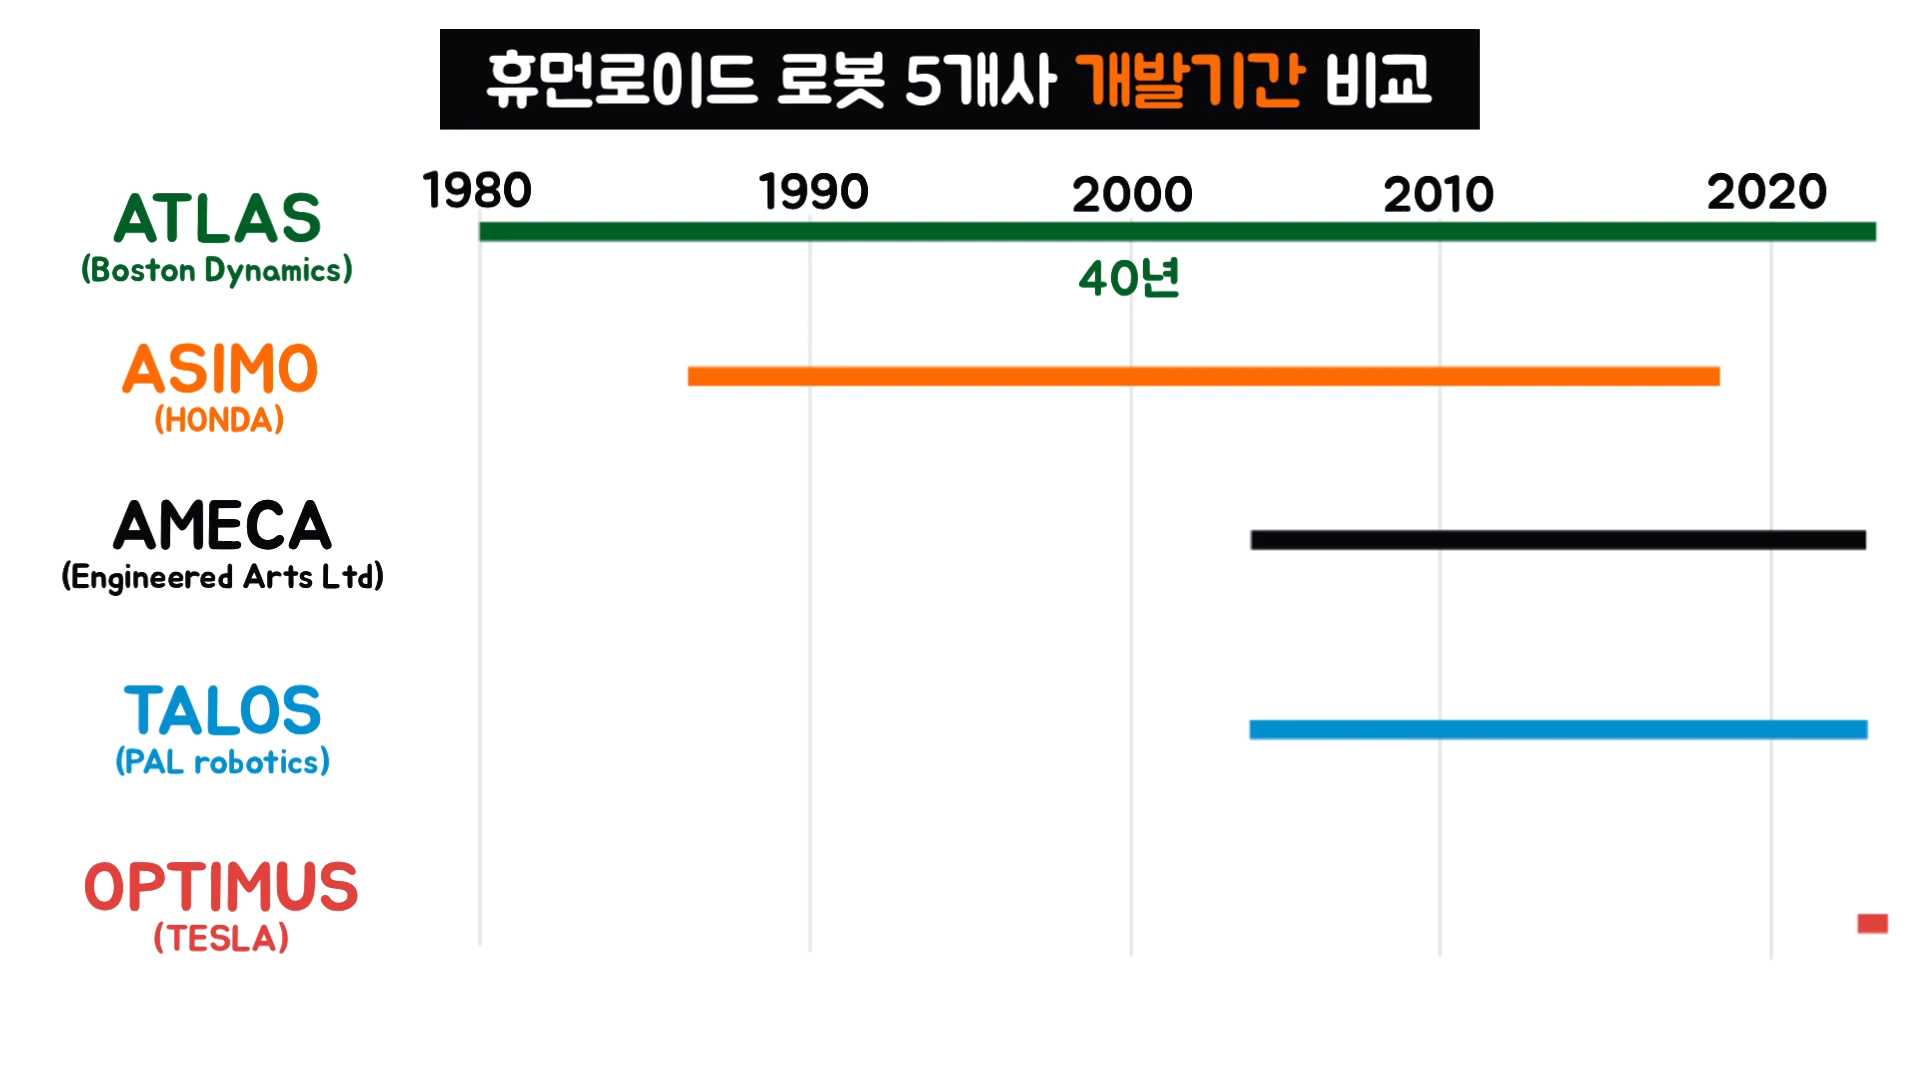 휴먼로이드 로봇 5개사 개발기간 비교
1980 1990 2000 2010 2020
ATLAS
(Boston Dynamics)
40년
ASIMO
(HONDA)
AMECA
(Engineered Arts Ltd)
TALOS
(PAL robotics)
OPTIMUS
(TESLA)